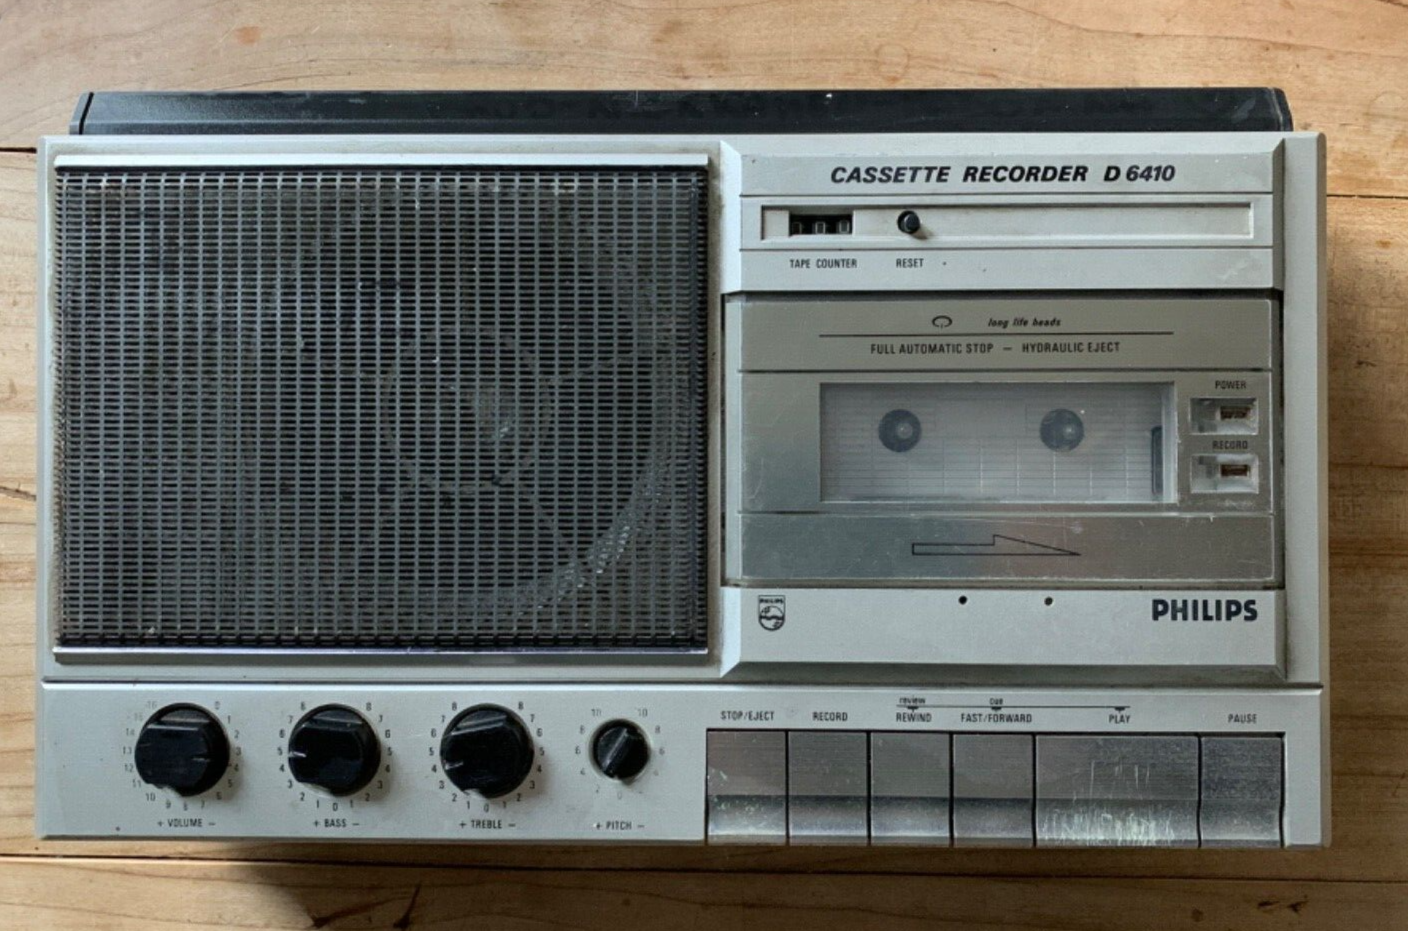 CASSETTE RECORDER D 6410
TAPE COUNTER RESET
long life heads
FULL AUTOMATIC STOP – HYDRAULIC EJECT
POWER
RECORD
PHILIPS
PHILIPS
review cue
STOP/EJECT RECORD REWIND FAST/FORWARD PLAY PAUSE
+ VOLUME – + BASS – + TREBLE – + PITCH –